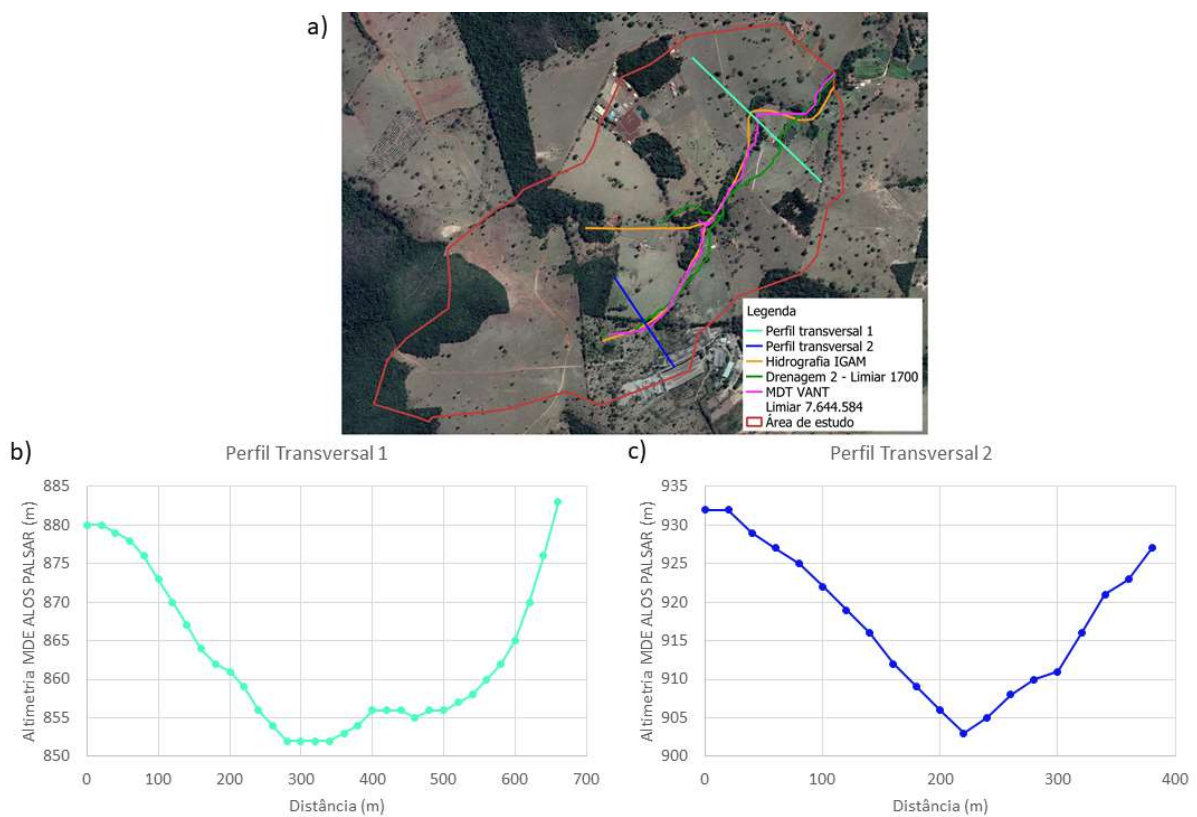 a)
Legenda
Perfil transversal 1
Perfil transversal 2
Hidrografia IGAM
Drenagem 2 - Limiar 1700
MDT VANT
Limiar 7.644.584
Área de estudo
b)
Perfil Transversal 1
Altimetria MDE ALOS PALSAR (m)
885
880
875
870
865
860
855
850
0 100 200 300 400 500 600 700
Distância (m)
c)
Perfil Transversal 2
Altimetria MDE ALOS PALSAR (m)
935
930
925
920
915
910
905
900
0 100 200 300 400
Distância (m)